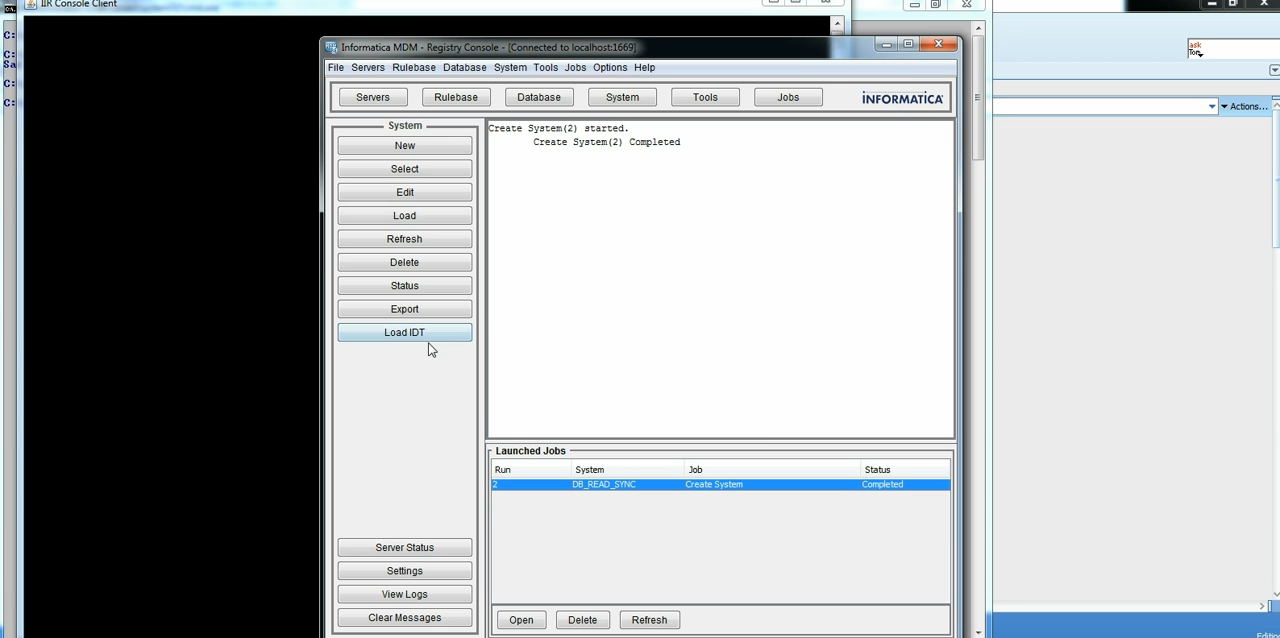 IIR Console Client
C:
C:
Sa
C:
C:
Informatica MDM - Registry Console - [Connected to localhost:1669]
File Servers Rulebase Database System Tools Jobs Options Help
Servers Rulebase Database System Tools Jobs INFORMATICA
System
New
Select
Edit
Load
Refresh
Delete
Status
Export
Load IDT
Server Status
Settings
View Logs
Clear Messages
Create System(2) started.
Create System(2) Completed
Launched Jobs
Run System Job Status
2 DB_READ_SYNC Create System Completed
Open Delete Refresh
ask
Actions...